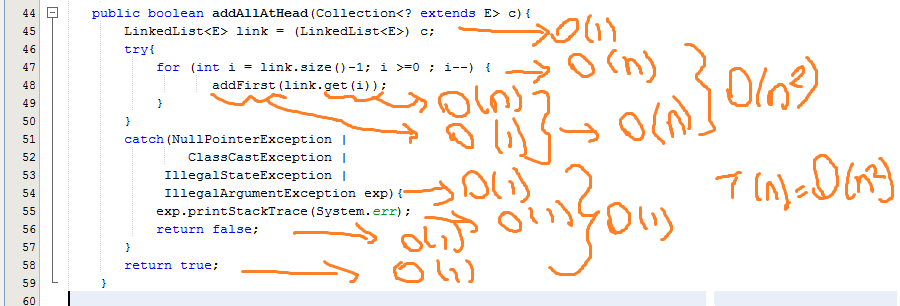 44 public boolean addAllAtHead(Collection<? extends E> c){
45 LinkedList<E> link = (LinkedList<E>) c; O(1)
46 try{
47 for (int i = link.size()-1; i >=0 ; i--) { O(n)
48 addFirst(link.get(i)); O(n) O(n²)
49 } O(1) O(n)
50 }
51 catch(NullPointerException |
52 ClassCastException |
53 IllegalStateException |
54 IllegalArgumentException exp){ O(1) T(n)=O(n²)
55 exp.printStackTrace(System.err); O(1) O(1)
56 return false; O(1)
57 }
58 return true; O(1)
59 }
60